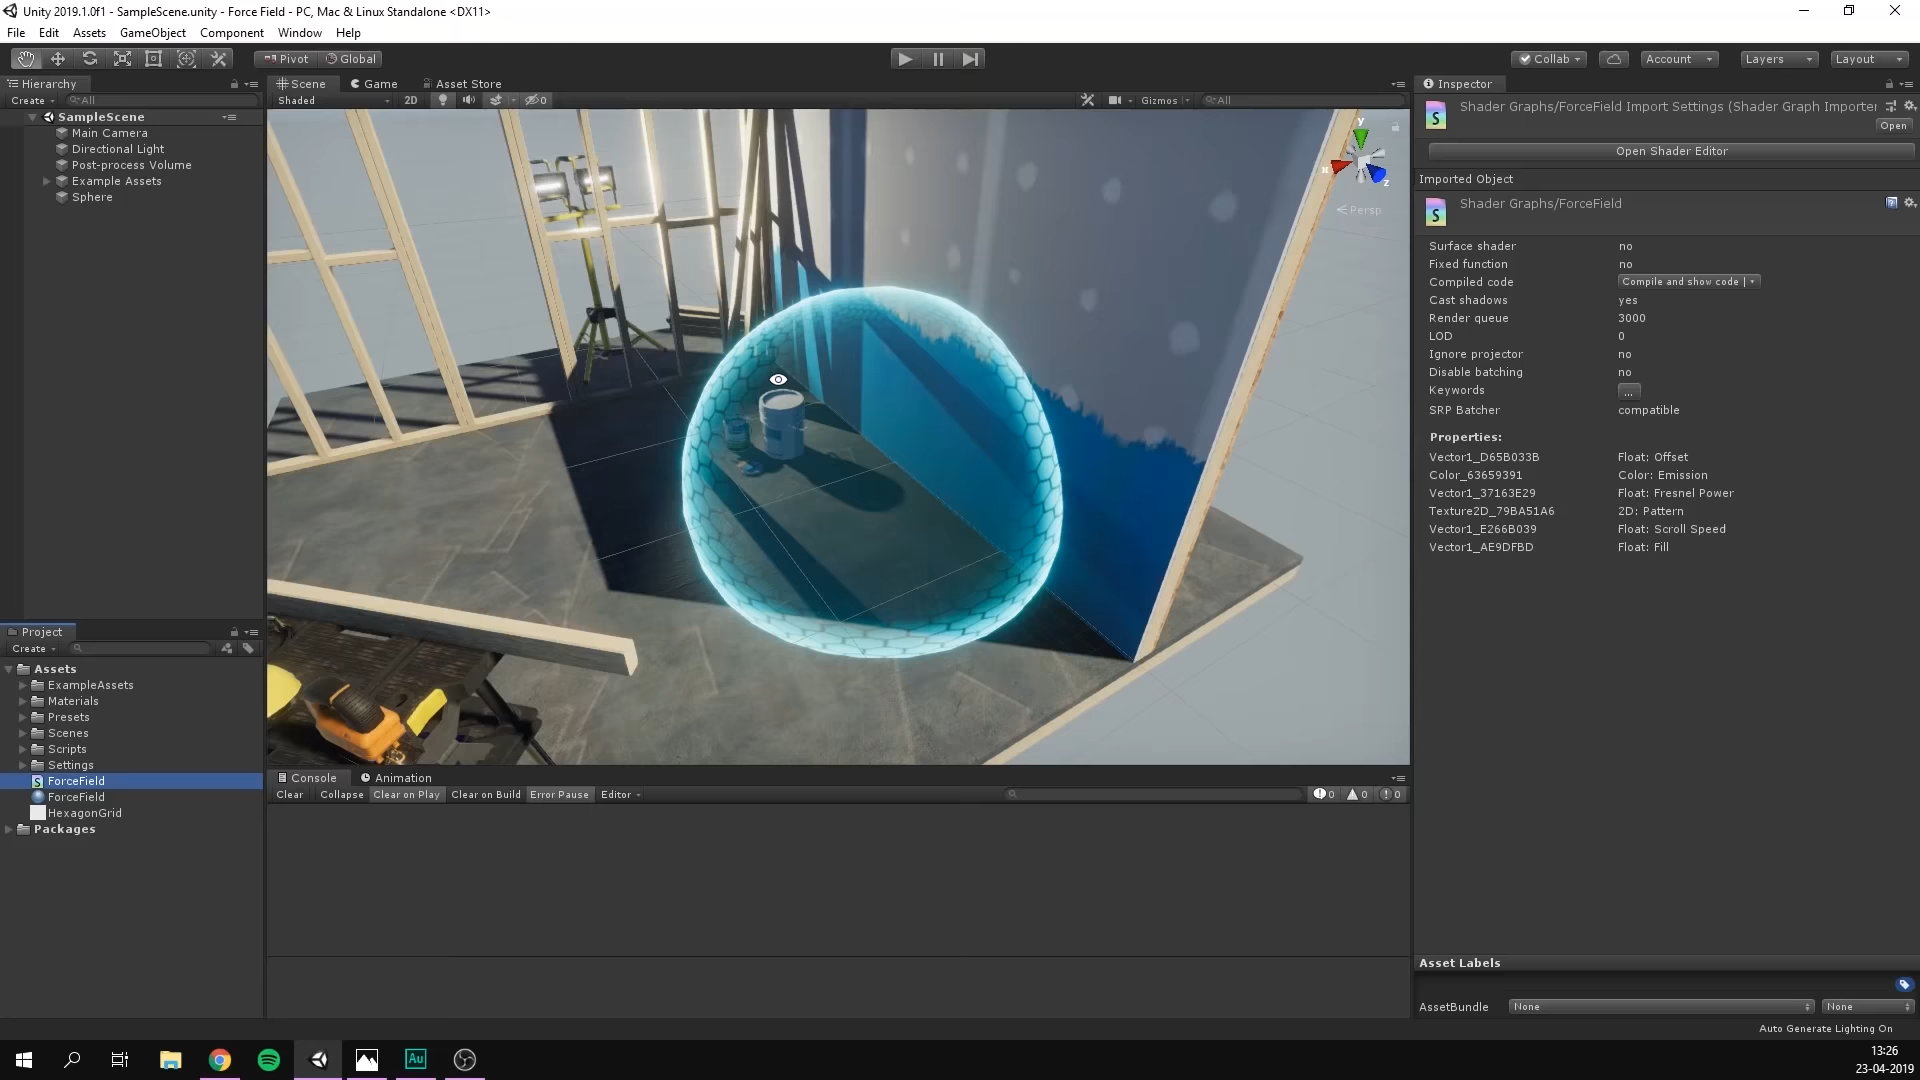 Unity 2019.1.0f1 - SampleScene.unity - Force Field - PC, Mac & Linux Standalone <DX11>
File Edit Assets GameObject Component Window Help
Pivot Global Collab Account Layers Layout
Hierarchy
Create All
SampleScene
Main Camera
Directional Light
Post-process Volume
Example Assets
Sphere
Scene Game Asset Store
Shaded 2D 0 Gizmos All
y
x
z
Persp
Project
Create
Assets
ExampleAssets
Materials
Presets
Scenes
Scripts
Settings
ForceField
ForceField
HexagonGrid
Packages
Console Animation
Clear Collapse Clear on Play Clear on Build Error Pause Editor 0 0 0
Inspector
Shader Graphs/ForceField Import Settings (Shader Graph Importer
Open
Open Shader Editor
Imported Object
Shader Graphs/ForceField
Surface shader no
Fixed function no
Compiled code Compile and show code
Cast shadows yes
Render queue 3000
LOD 0
Ignore projector no
Disable batching no
Keywords ...
SRP Batcher compatible
Properties:
Vector1_D65B033B Float: Offset
Color_63659391 Color: Emission
Vector1_37163E29 Float: Fresnel Power
Texture2D_79BA51A6 2D: Pattern
Vector1_E266B039 Float: Scroll Speed
Vector1_AE9DFBD Float: Fill
Asset Labels
AssetBundle None None
Auto Generate Lighting On
Au
13:26
23-04-2019